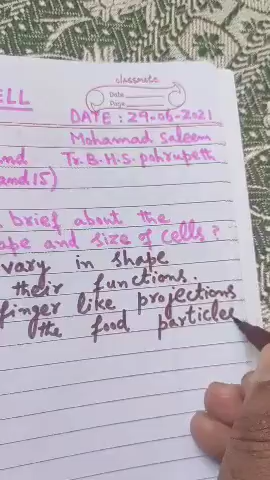 classmate
Date
Page
ELL
DATE : 29-06-2021
Mohamad Saleem
and Tr. B.H.S. pohrupeth
and 15)
brief about the
ape and size of cells?
vary in shape
their functions.
finger like projections
the food particles